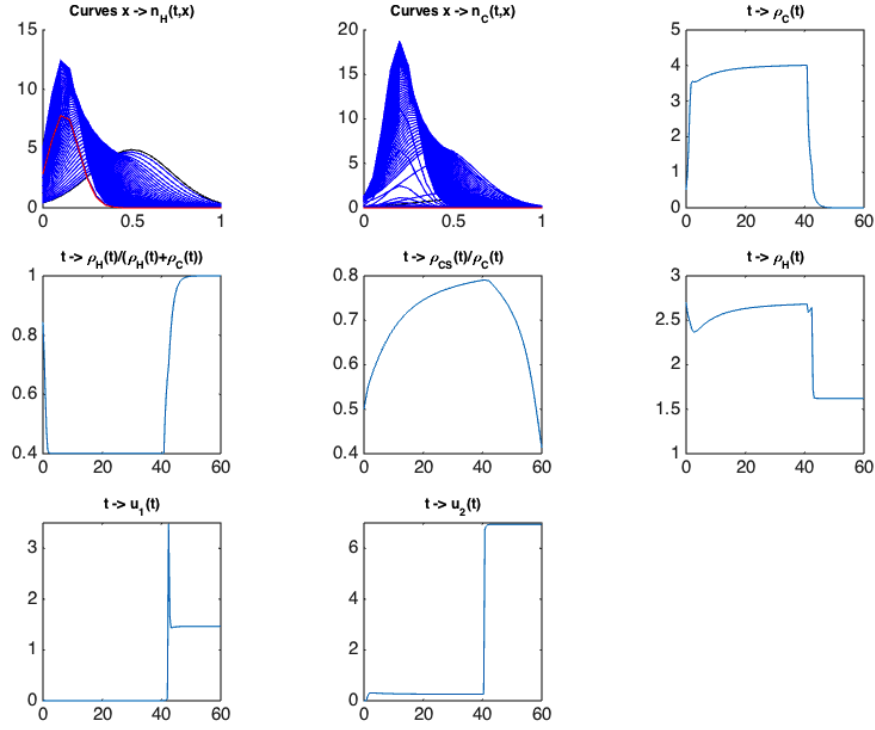 Curves x -> n_H(t,x)
Curves x -> n_C(t,x)
t -> ρ_C(t)
15
10
5
0
0 0.5 1
20
15
10
5
0
0 0.5 1
5
4
3
2
1
0
0 20 40 60
t -> ρ_H(t)/(ρ_H(t)+ρ_C(t))
t -> ρ_CS(t)/ρ_C(t)
t -> ρ_H(t)
1
0.8
0.6
0.4
0 20 40 60
0.8
0.7
0.6
0.5
0.4
0 20 40 60
3
2.5
2
1.5
1
0 20 40 60
t -> u_1(t)
t -> u_2(t)
3
2
1
0
0 20 40 60
6
4
2
0
0 20 40 60